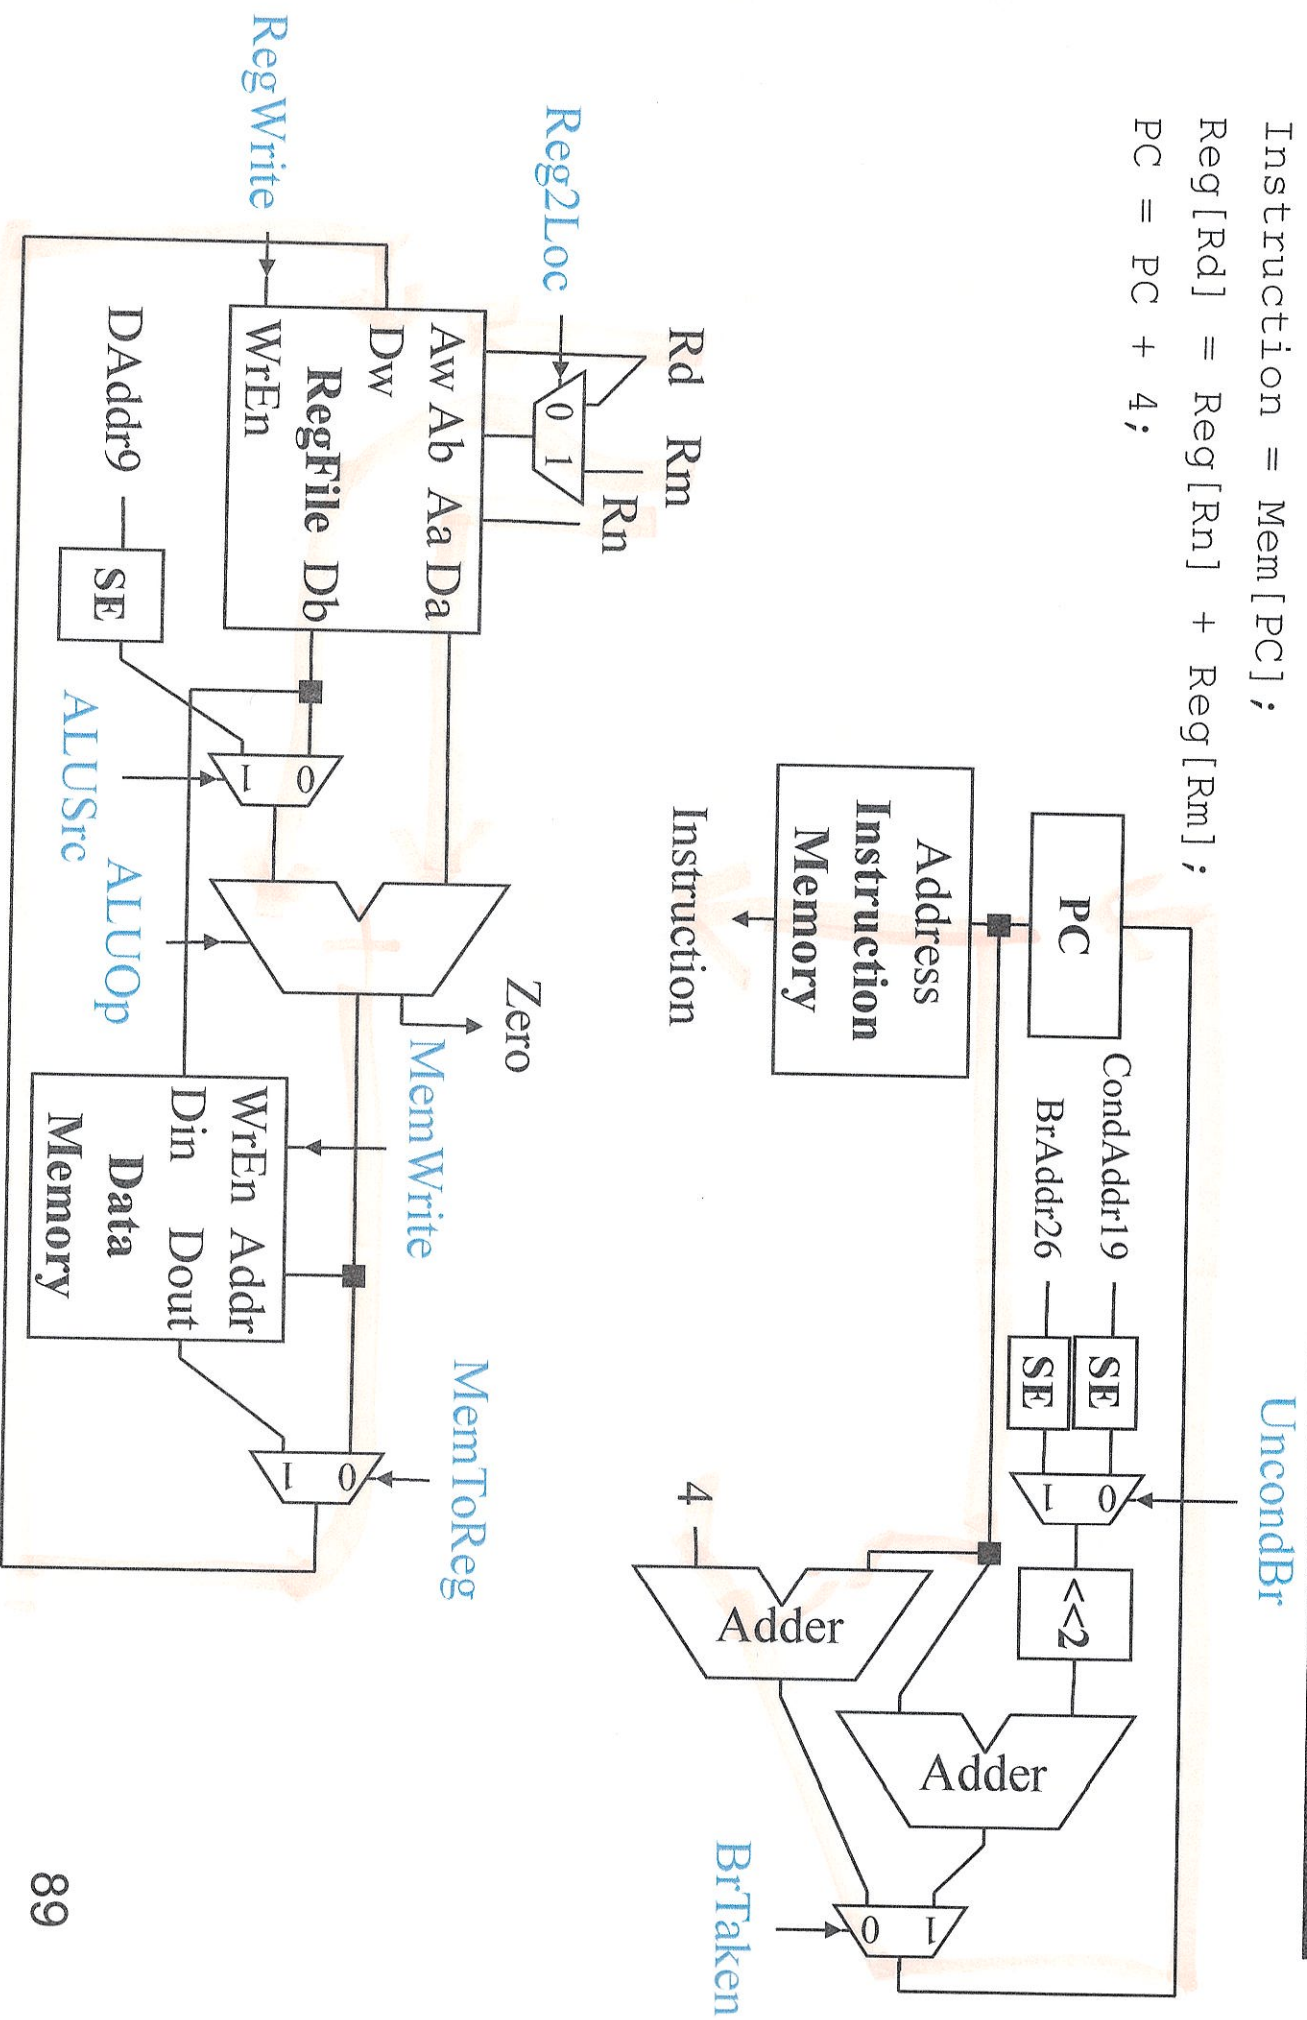 Instruction = Mem[PC];
Reg[Rd] = Reg[Rn] + Reg[Rm];
PC = PC + 4;
UncondBr
CondAddr19
SE
BrAddr26
SE
0
1
<<2
PC
Adder
1
0
Address
Instruction
Memory
Adder
4
BrTaken
Instruction
Rd
Rm
Rn
Reg2Loc
0 1
Zero
MemWrite
MemToReg
Aw Ab Aa Da
Dw
RegFile Db
WrEn
RegWrite
0
1
0
1
WrEn Addr
Din Dout
Data
Memory
DAddr9
SE
ALUSrc
ALUOp
89